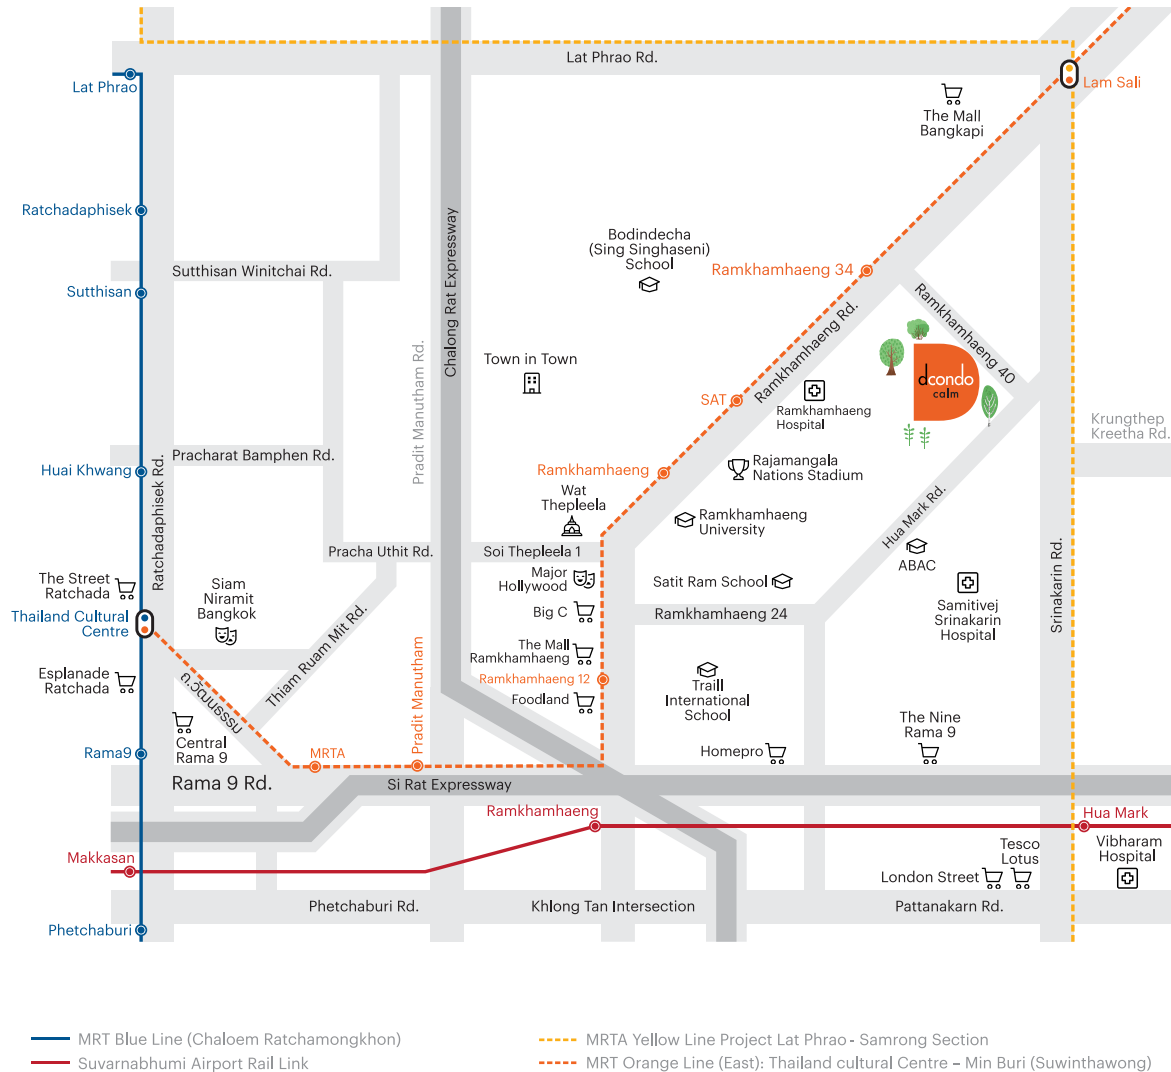 Lat Phrao Rd.
Lat Phrao
Lam Sali
The Mall
Bangkapi
Ratchadaphisek
Chalong Rat Expressway
Bodindecha
(Sing Singhaseni)
School
Ramkhamhaeng 34
Sutthisan Winitchai Rd.
Sutthisan
Ramkhamhaeng 40
Ramkhamhaeng Rd.
Pradit Manutham Rd.
Town in Town
dcondo
calm
SAT
Ramkhamhaeng
Hospital
Krungthep
Kreetha Rd.
Pracharat Bamphen Rd.
Huai Khwang
Ramkhamhaeng
Rajamangala
Nations Stadium
Ratchadaphisek Rd.
Wat
Thepleela
Ramkhamhaeng
University
Hua Mark Rd.
Srinakarin Rd.
Pracha Uthit Rd.
Soi Thepleela 1
ABAC
The Street
Ratchada
Siam
Niramit
Bangkok
Major
Hollywood
Satit Ram School
Samitivej
Srinakarin
Hospital
Thailand Cultural
Centre
Big C
Ramkhamhaeng 24
Thiam Ruam Mit Rd.
The Mall
Ramkhamhaeng
Esplanade
Ratchada
Pradit Manutham
Ramkhamhaeng 12
Traill
International
School
Foodland
Central
Rama 9
The Nine
Rama 9
Rama9
MRTA
Homepro
Rama 9 Rd.
Si Rat Expressway
Ramkhamhaeng
Hua Mark
Makkasan
Tesco
Lotus
Vibharam
Hospital
London Street
Phetchaburi Rd.
Khlong Tan Intersection
Pattanakarn Rd.
Phetchaburi
MRT Blue Line (Chaloem Ratchamongkhon)
MRTA Yellow Line Project Lat Phrao - Samrong Section
Suvarnabhumi Airport Rail Link
MRT Orange Line (East): Thailand cultural Centre – Min Buri (Suwinthawong)